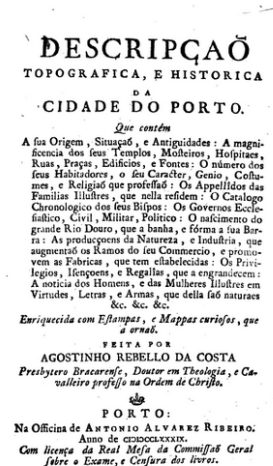 DESCRIPÇAÕ
TOPOGRAFICA, E HISTORICA
DA
CIDADE DO PORTO.
Que contém
A sua Origem, Situaçaõ, e Antiguidades: A magni-
ficencia dos seus Templos, Mosteiros, Hospitaes,
Ruas, Praças, Edificios, e Fontes: O número dos
seus Habitadores, o seu Caracter, Genio, Costu-
mes, e Religiaõ que professaõ: Os Appellidos das
Familias Illustres, que nella residem: O Catalogo
Chronologico dos seus Bispos: Os Governos Eccle-
siastico, Civil, Militar, Politico: O nascimento do
grande Rio Douro, que a banha, e fórma a sua Bar-
ra: As producçoens da Natureza, e Industria, que
augmentaõ os Ramos do seu Commercio, e promo-
vem as Fabricas, que tem estabelecidas: Os Privi-
legios, Isençoens, e Regalias, que a engrandecem:
A noticia dos Homens, e das Mulheres Illustres em
Virtudes, Letras, e Armas, que della saõ naturaes
&c. &c. &c.
Enriquecida com Estampas, e Mappas curiosos, que
a ornaõ.
FEITA POR
AGOSTINHO REBELLO DA COSTA
Presbytero Bracarense, Doutor em Theologia, e Ca-
valleiro professo na Ordem de Christo.
PORTO:
Na Officina de ANTONIO ALVAREZ RIBEIRO.
Anno de CIƆIƆCCLXXXIX.
Com licença da Real Mesa da Commissaõ Geral
sobre o Exame, e Censura dos livros.